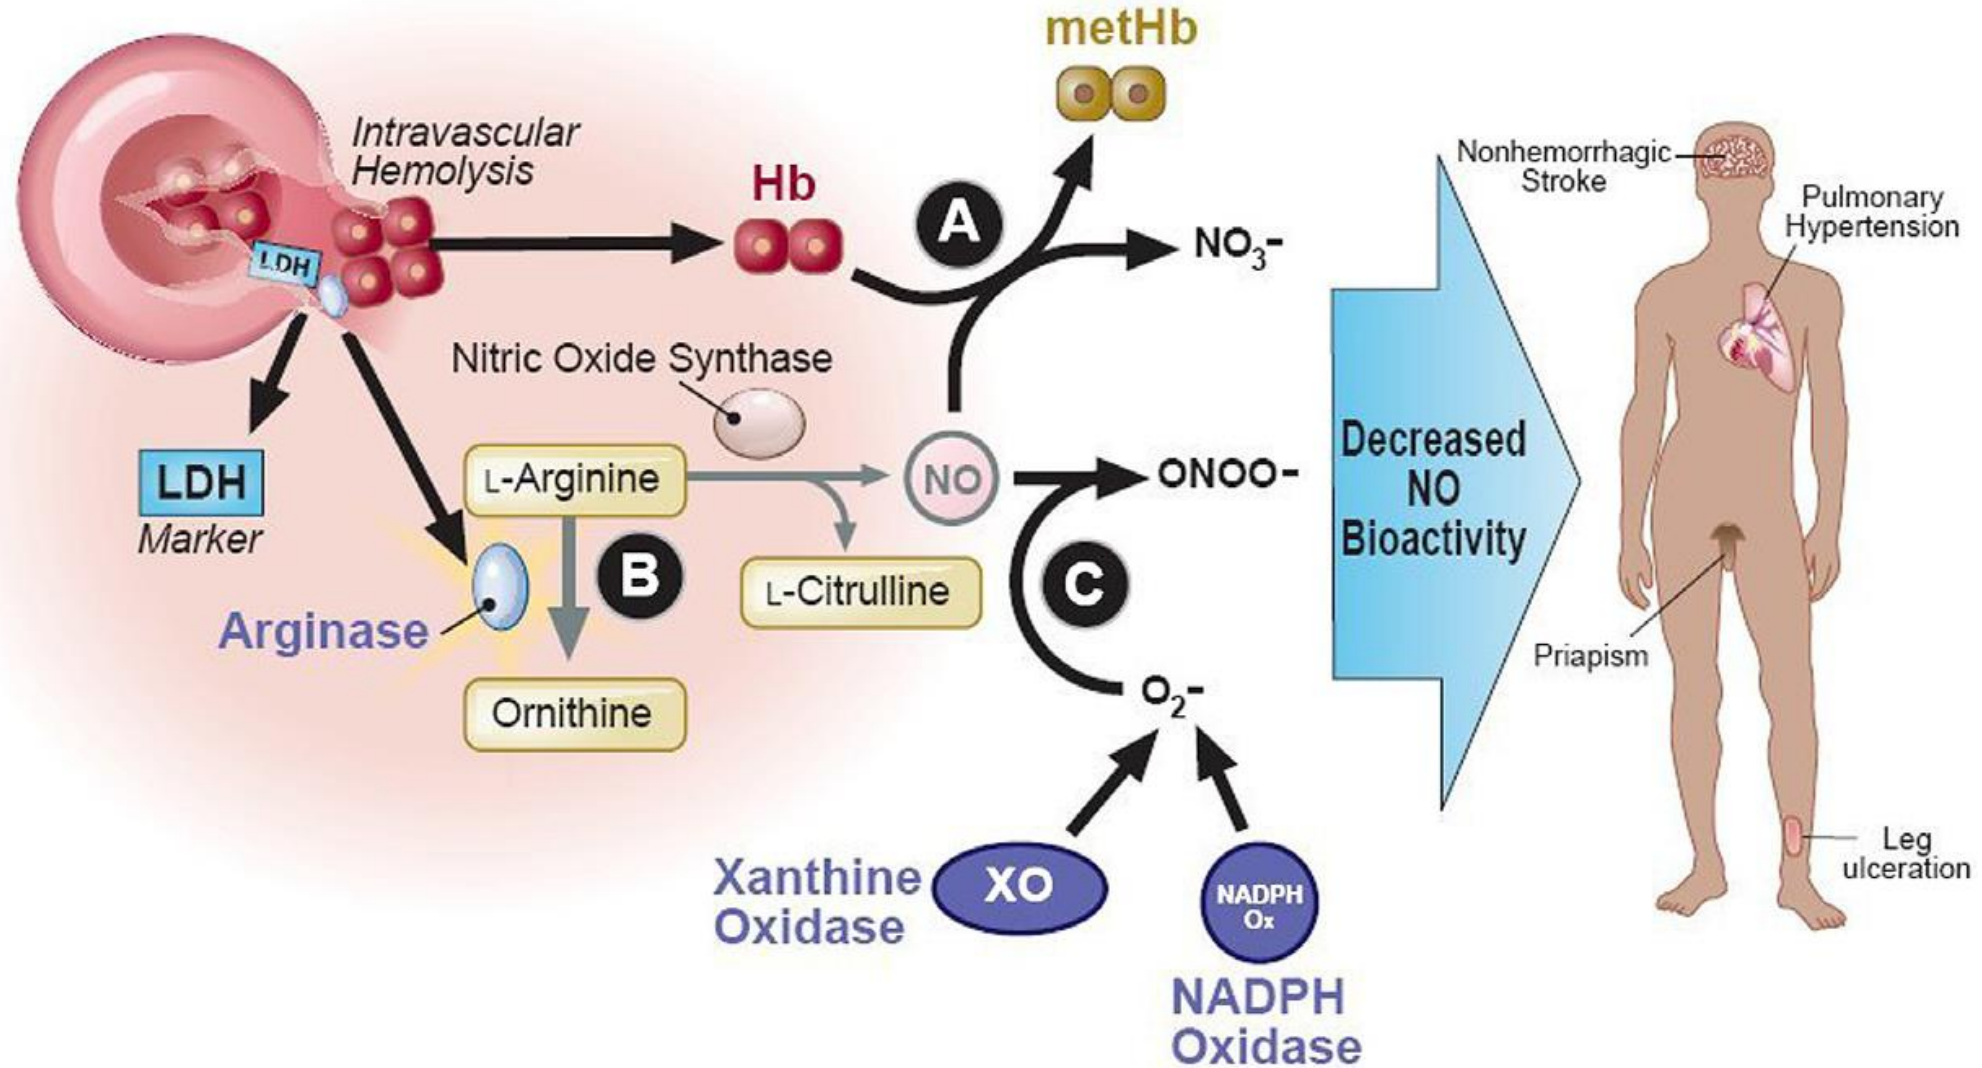 metHb
Intravascular
Hemolysis
Hb
A
NO₃-
LDH
Nitric Oxide Synthase
LDH
Marker
L-Arginine
NO
ONOO-
B
C
L-Citrulline
Arginase
Ornithine
O₂-
Xanthine
Oxidase
XO
NADPH
Ox
NADPH
Oxidase
Decreased
NO
Bioactivity
Nonhemorrhagic
Stroke
Pulmonary
Hypertension
Priapism
Leg
ulceration